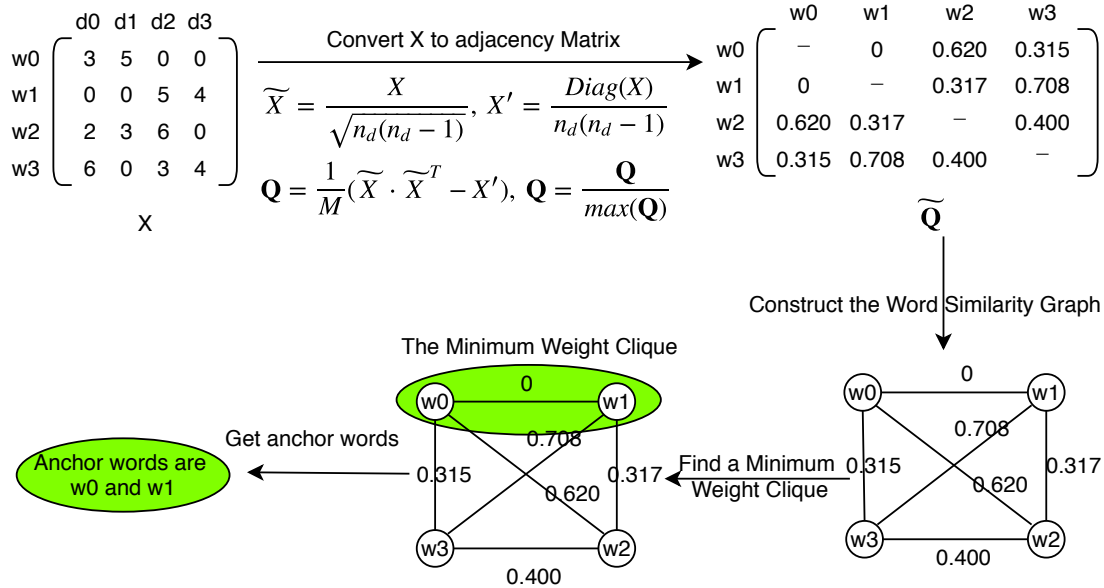 d0 d1 d2 d3
w0 3 5 0 0
w1 0 0 5 4
w2 2 3 6 0
w3 6 0 3 4
X
Convert X to adjacency Matrix
X̃ = X / √(n_d(n_d − 1)), X′ = Diag(X) / n_d(n_d − 1)
Q = 1/M (X̃ · X̃^T − X′), Q = Q / max(Q)
w0 w1 w2 w3
w0 − 0 0.620 0.315
w1 0 − 0.317 0.708
w2 0.620 0.317 − 0.400
w3 0.315 0.708 0.400 −
Q̃
Construct the Word Similarity Graph
0
w0 w1
0.708
0.315 0.317
0.620
w3 w2
0.400
Find a Minimum
Weight Clique
The Minimum Weight Clique
0
w0 w1
0.708
0.315 0.317
0.620
w3 w2
0.400
Get anchor words
Anchor words are
w0 and w1